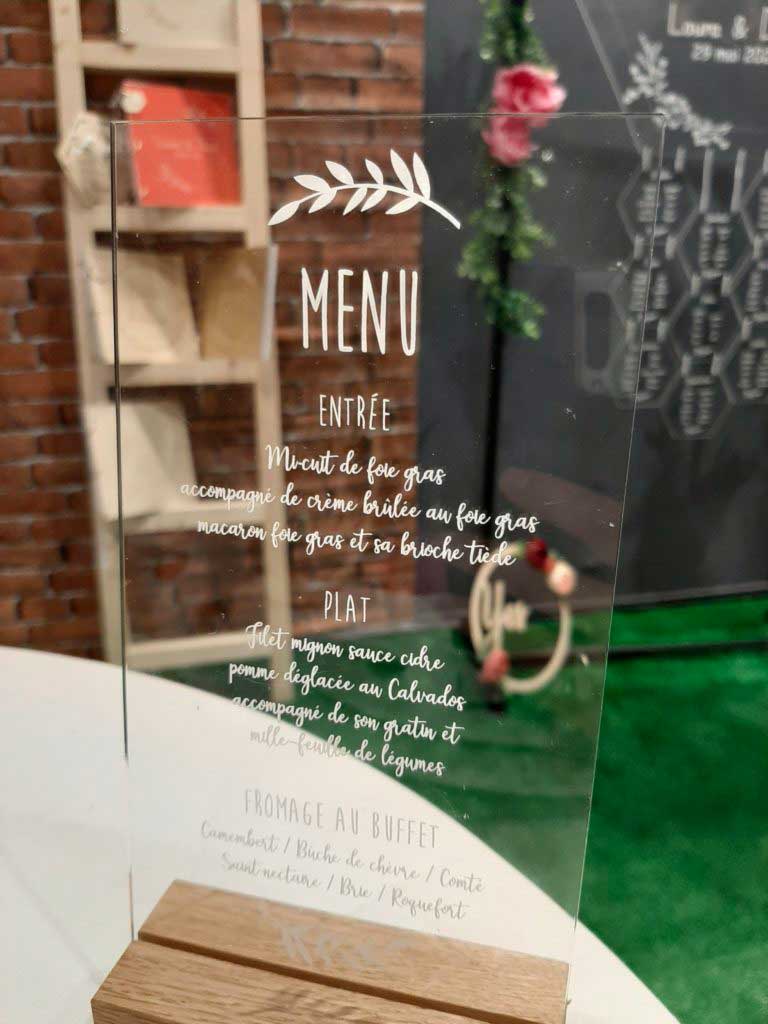 MENU
ENTRÉE
Mi-cuit de foie gras
accompagné de crème brûlée au foie gras
macaron foie gras et sa brioche tiède
PLAT
Filet mignon sauce cidre
pomme déglacée au Calvados
accompagné de son gratin et
mille-feuille de légumes
FROMAGE AU BUFFET
Camembert / Bûche de chèvre / Comté
Saint-nectaire / Brie / Roquefort
Laure &
29 mai